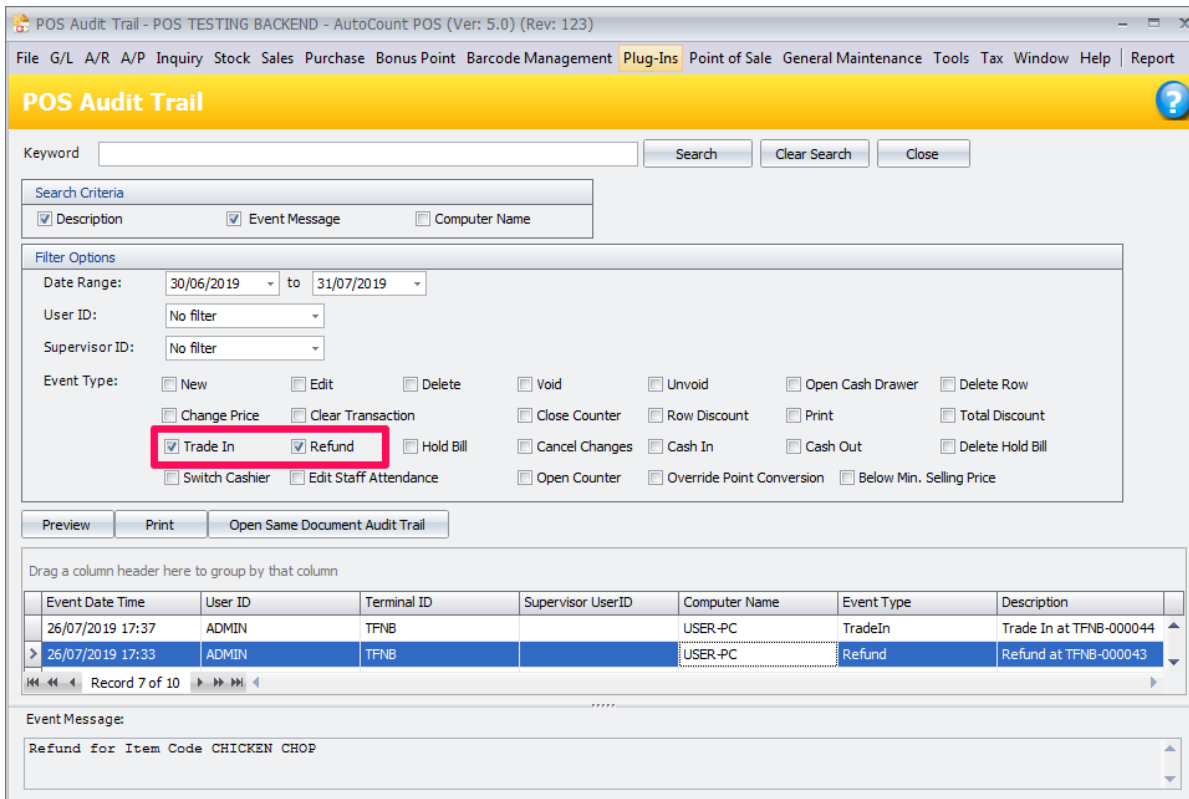 POS Audit Trail - POS TESTING BACKEND - AutoCount POS (Ver: 5.0) (Rev: 123)
File G/L A/R A/P Inquiry Stock Sales Purchase Bonus Point Barcode Management Plug-Ins Point of Sale General Maintenance Tools Tax Window Help Report
POS Audit Trail
?
Keyword Search Clear Search Close
Search Criteria
Description Event Message Computer Name
Filter Options
Date Range: 30/06/2019 to 31/07/2019
User ID: No filter
Supervisor ID: No filter
Event Type: New Edit Delete Void Unvoid Open Cash Drawer Delete Row
Change Price Clear Transaction Close Counter Row Discount Print Total Discount
Trade In Refund Hold Bill Cancel Changes Cash In Cash Out Delete Hold Bill
Switch Cashier Edit Staff Attendance Open Counter Override Point Conversion Below Min. Selling Price
Preview Print Open Same Document Audit Trail
Drag a column header here to group by that column
Event Date Time User ID Terminal ID Supervisor UserID Computer Name Event Type Description
26/07/2019 17:37 ADMIN TFNB USER-PC TradeIn Trade In at TFNB-000044
26/07/2019 17:33 ADMIN TFNB USER-PC Refund Refund at TFNB-000043
Record 7 of 10
Event Message:
Refund for Item Code CHICKEN CHOP